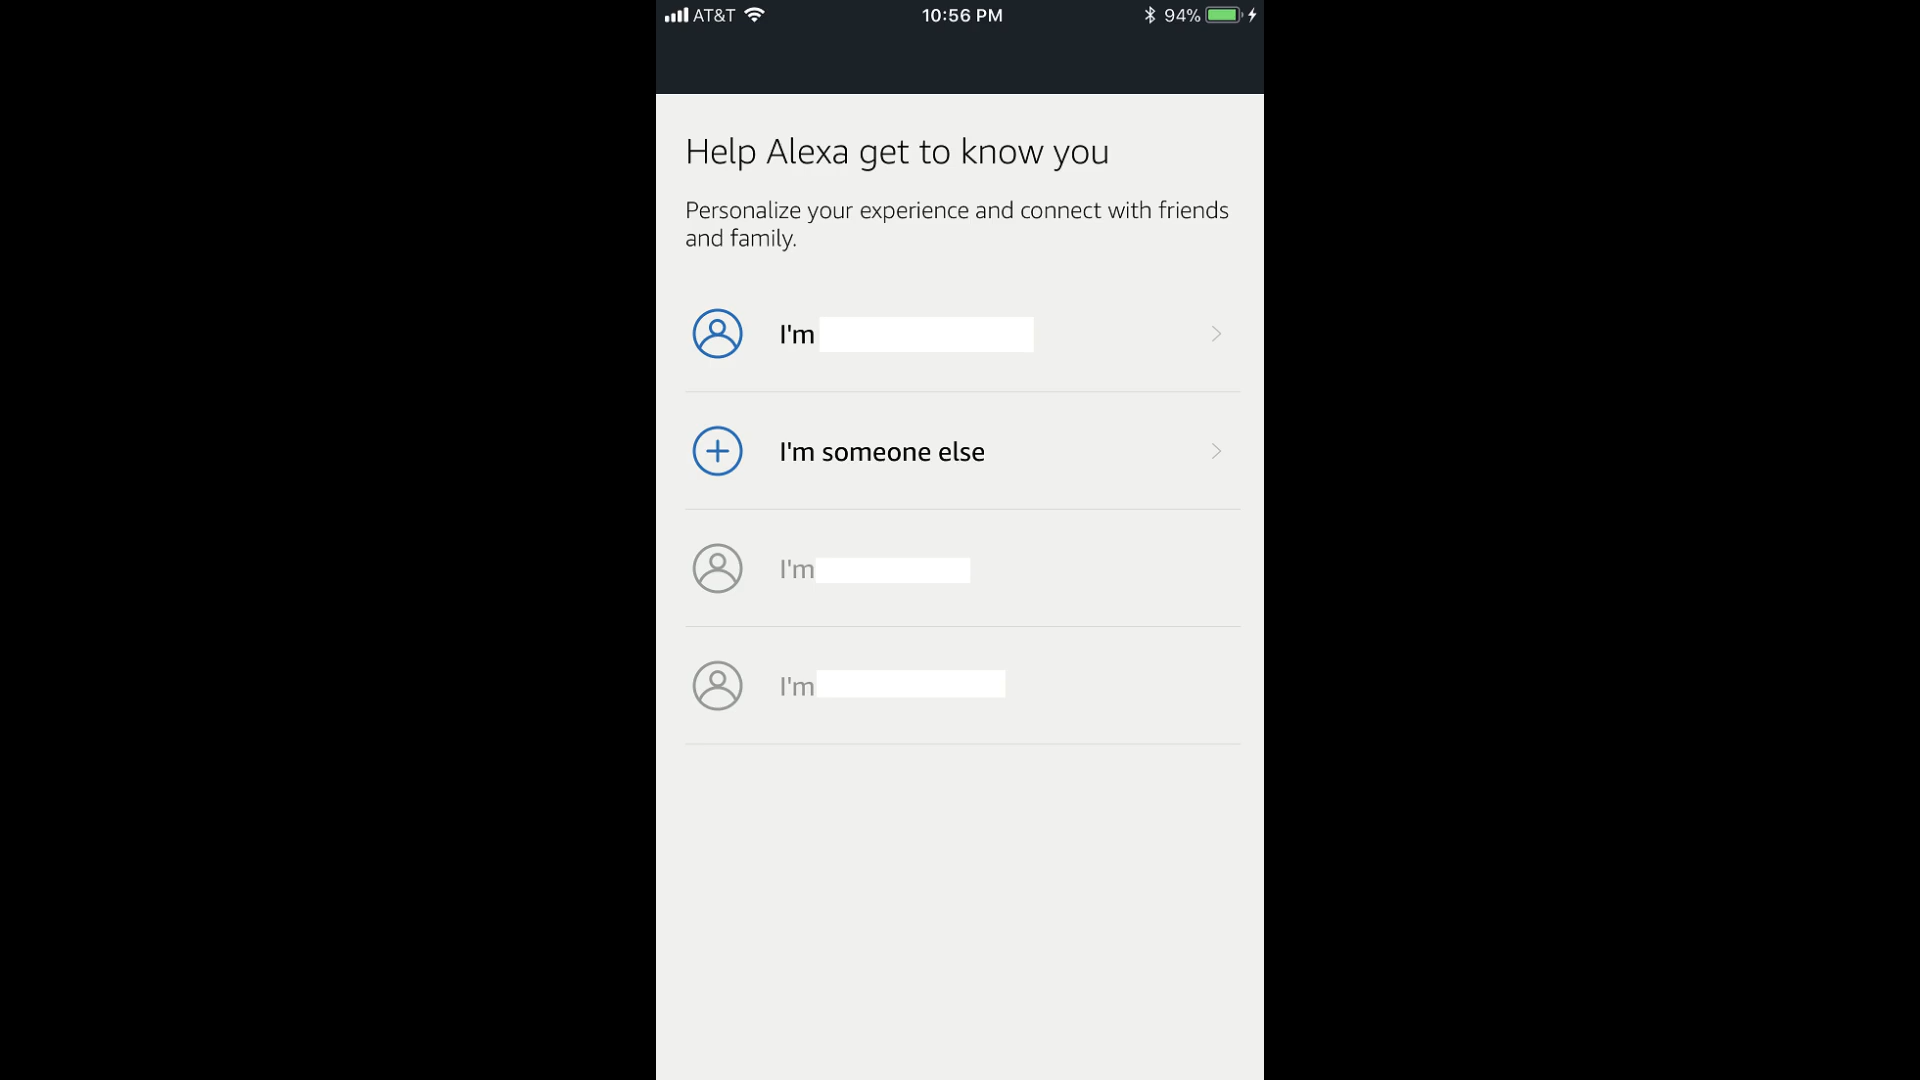 AT&T 10:56 PM 94%
Help Alexa get to know you
Personalize your experience and connect with friends
and family.
I'm
I'm someone else
I'm
I'm